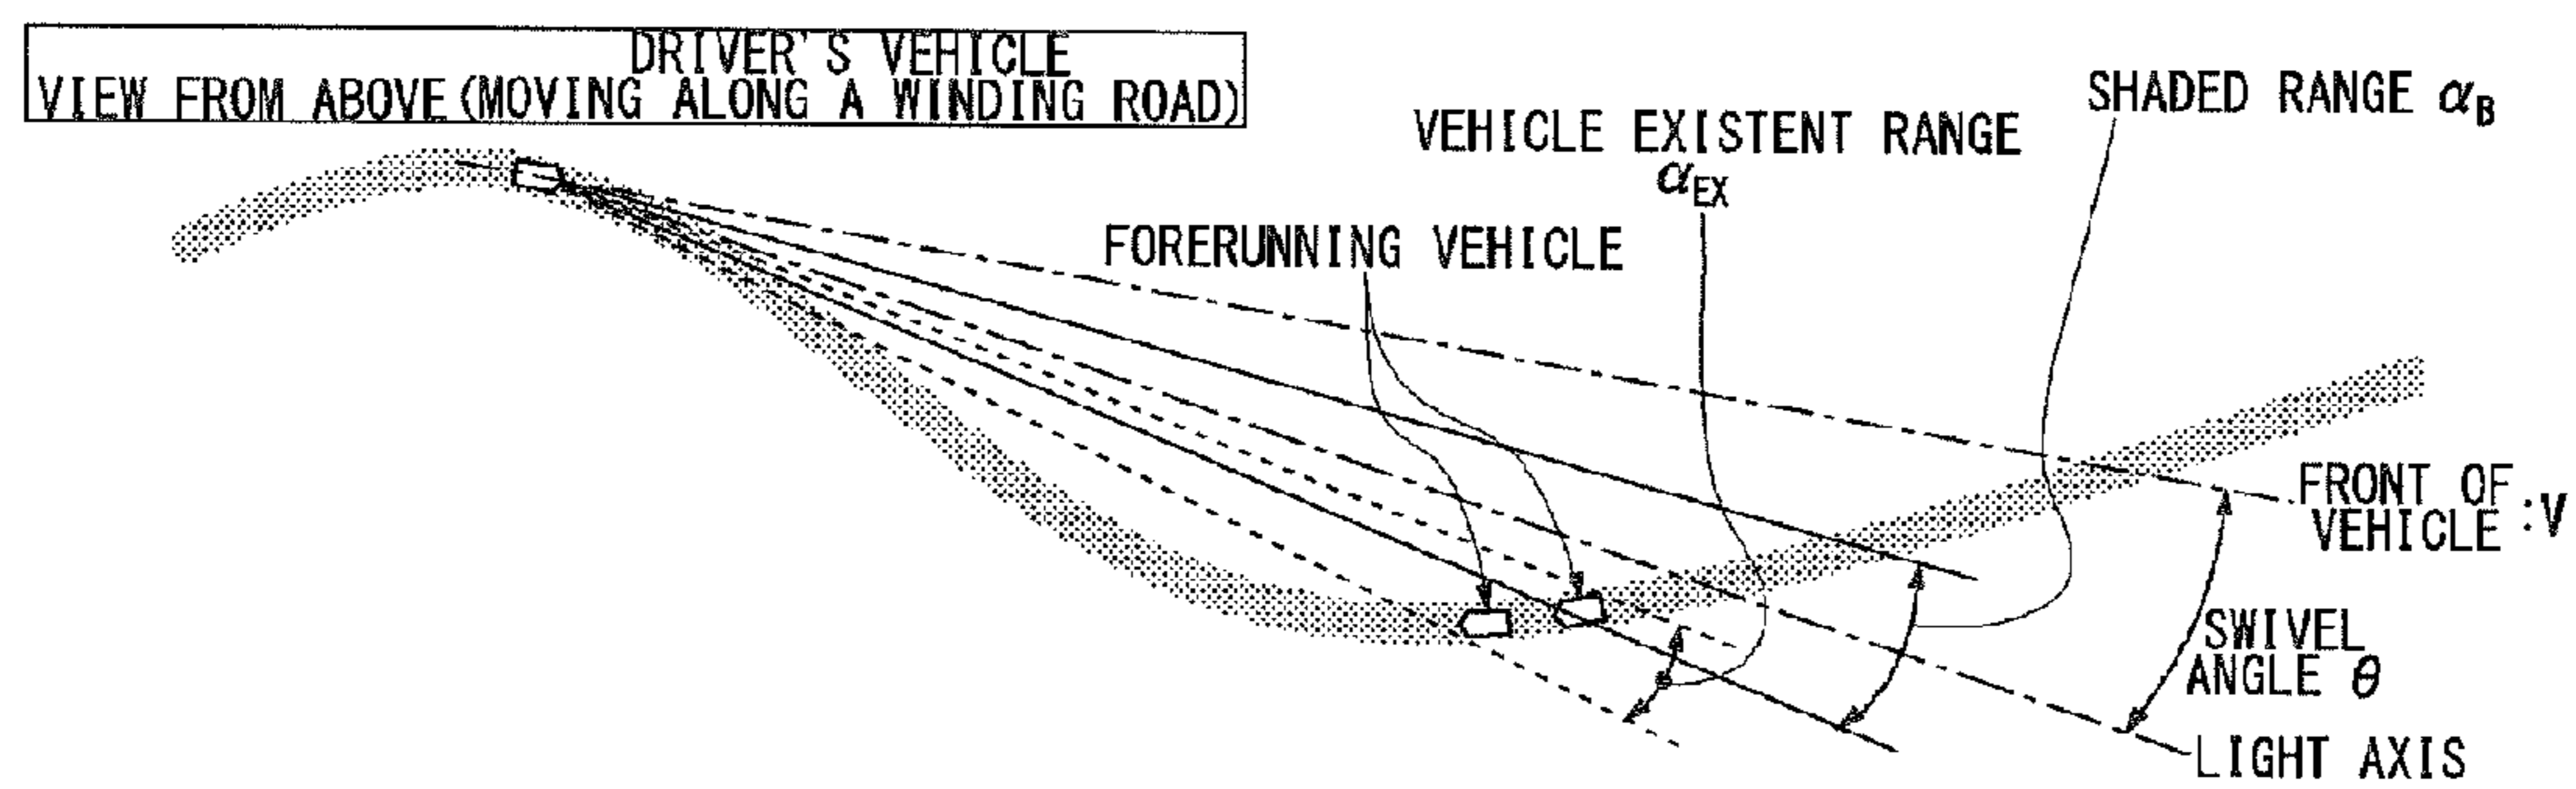 DRIVER'S VEHICLE
VIEW FROM ABOVE(MOVING ALONG A WINDING ROAD)
SHADED RANGE αB
VEHICLE EXISTENT RANGE
αEX
FORERUNNING VEHICLE
FRONT OF
VEHICLE :V
SWIVEL
ANGLE θ
LIGHT AXIS